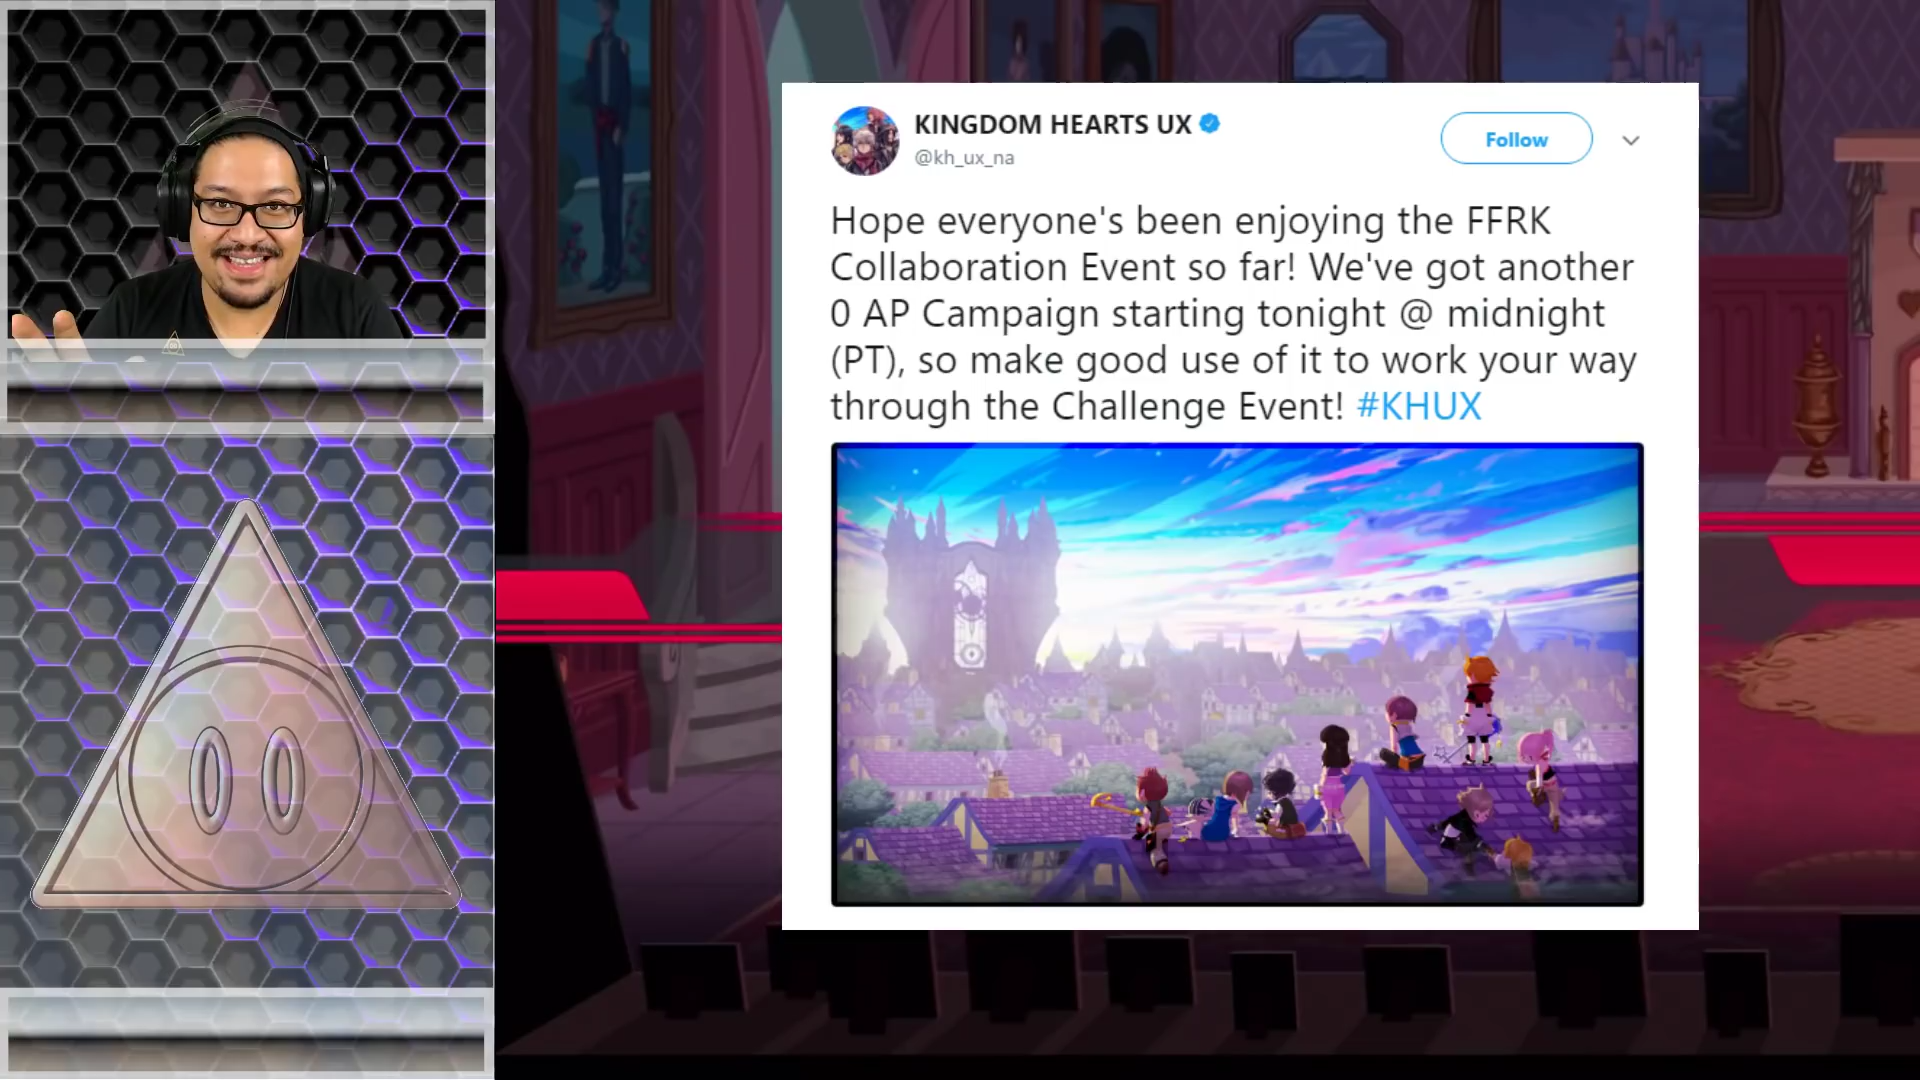 KINGDOM HEARTS UX
@kh_ux_na
Follow
Hope everyone's been enjoying the FFRK
Collaboration Event so far! We've got another
0 AP Campaign starting tonight @ midnight
(PT), so make good use of it to work your way
through the Challenge Event! #KHUX